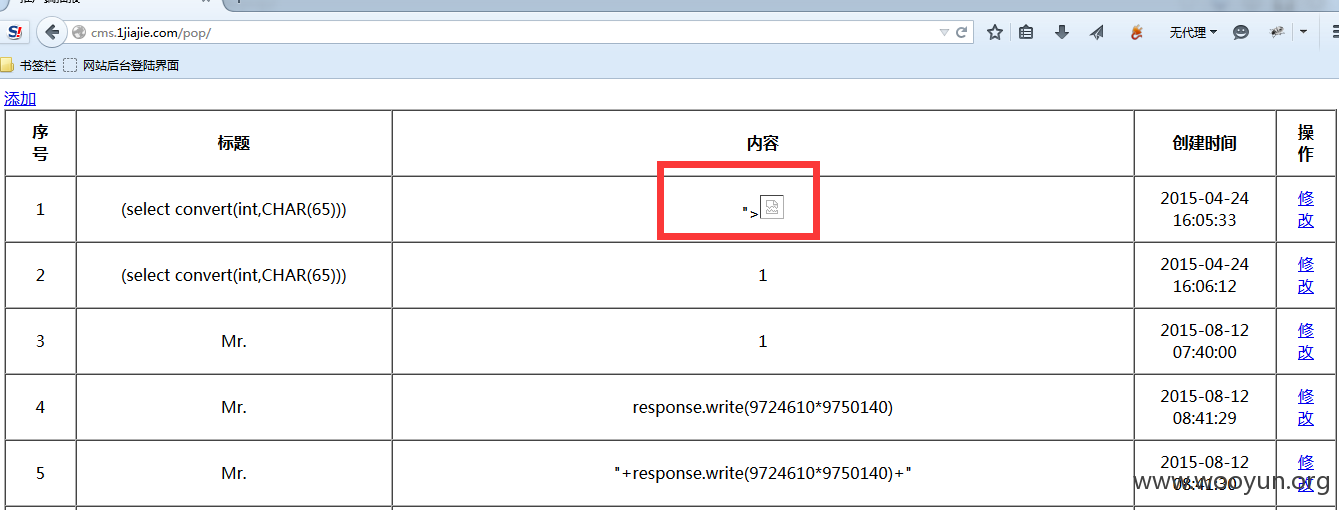 cms.1jiajie.com/pop/
无代理
书签栏 网站后台登陆界面
添加
序号 标题 内容 创建时间 操作
1 (select convert(int,CHAR(65))) "> 2015-04-24 16:05:33 修改
2 (select convert(int,CHAR(65))) 1 2015-04-24 16:06:12 修改
3 Mr. 1 2015-08-12 07:40:00 修改
4 Mr. response.write(9724610*9750140) 2015-08-12 08:41:29 修改
5 Mr. "+response.write(9724610*9750140)+" 2015-08-12 08:41:30 修改
www.wooyun.org